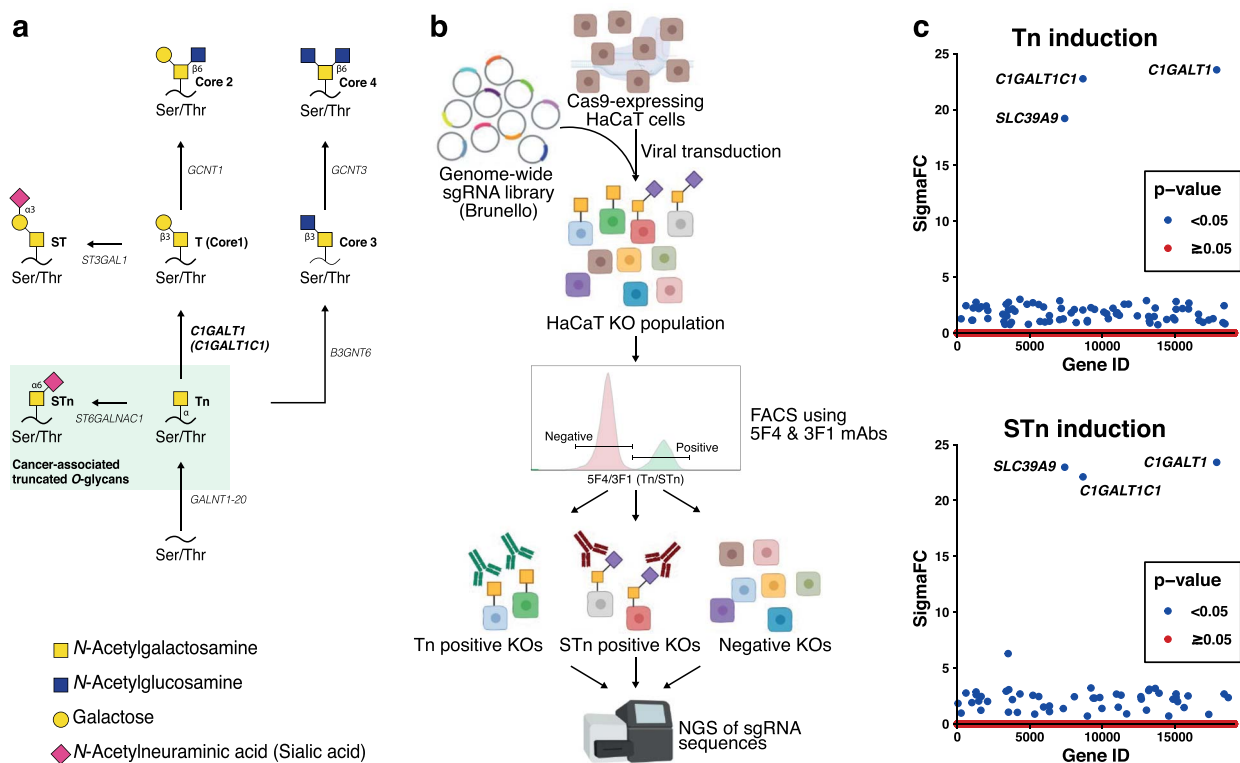 a
β6
Core 2
Ser/Thr
β6
Core 4
Ser/Thr
GCNT1
GCNT3
α3
ST
Ser/Thr
ST3GAL1
β3
T (Core1)
Ser/Thr
β3
Core 3
Ser/Thr
C1GALT1
(C1GALT1C1)
B3GNT6
α6
STn
Ser/Thr
ST6GALNAC1
Tn
α
Ser/Thr
Cancer-associated
truncated O-glycans
GALNT1-20
Ser/Thr
N-Acetylgalactosamine
N-Acetylglucosamine
Galactose
N-Acetylneuraminic acid (Sialic acid)
b
Cas9-expressing
HaCaT cells
Genome-wide
sgRNA library
(Brunello)
Viral transduction
HaCaT KO population
Negative
Positive
5F4/3F1 (Tn/STn)
FACS using
5F4 & 3F1 mAbs
Tn positive KOs
STn positive KOs
Negative KOs
NGS of sgRNA
sequences
c
Tn induction
SigmaFC
25
20
15
10
5
0
C1GALT1C1
C1GALT1
SLC39A9
p-value
<0.05
≥0.05
0
5000
10000
15000
Gene ID
STn induction
SigmaFC
25
20
15
10
5
0
SLC39A9
C1GALT1
C1GALT1C1
p-value
<0.05
≥0.05
0
5000
10000
15000
Gene ID